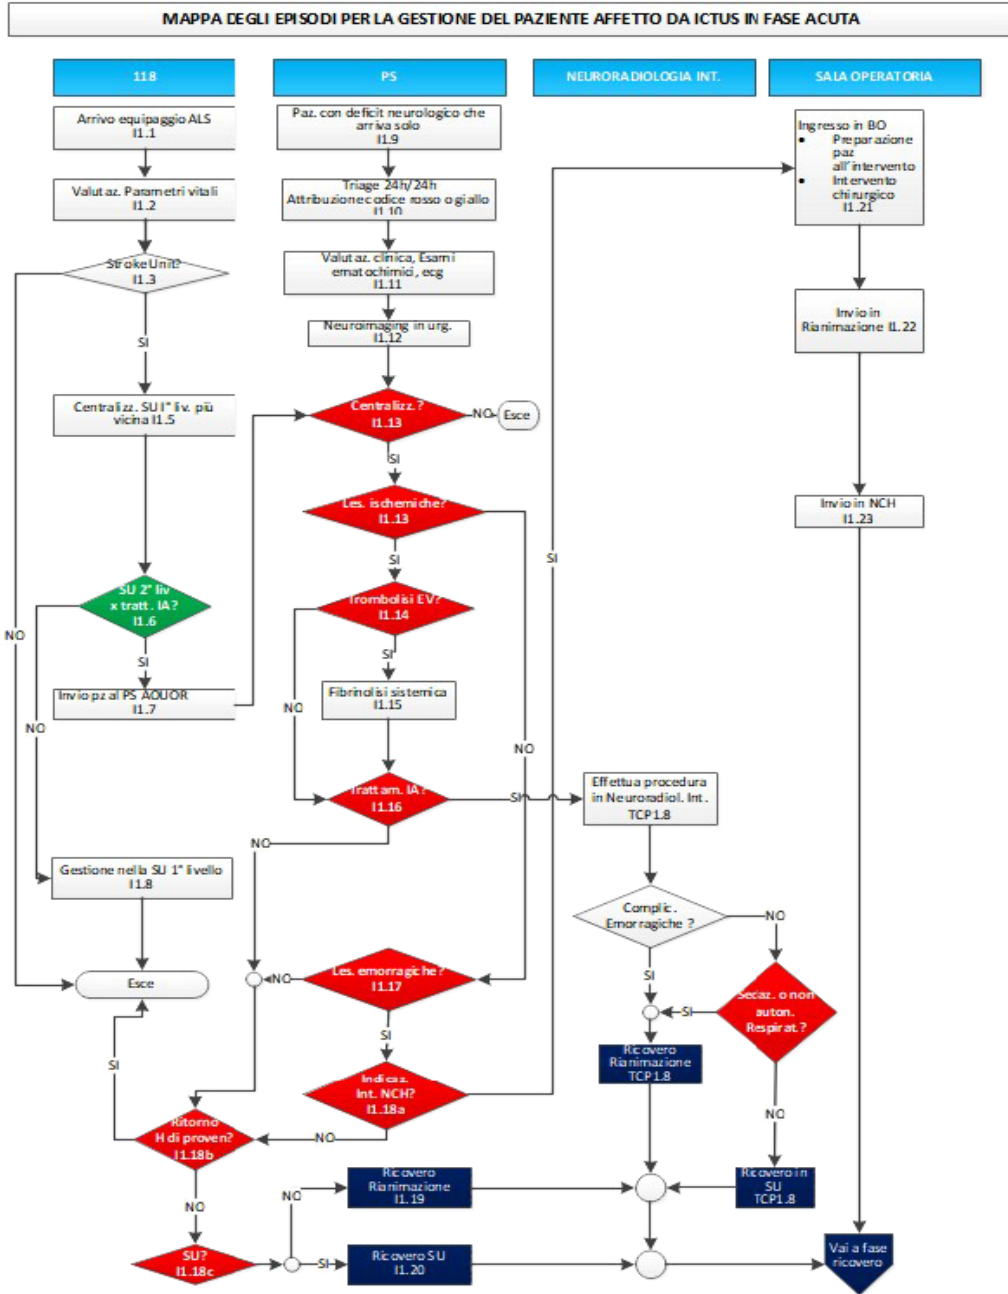 MAPPA DEGLI EPISODI PER LA GESTIONE DEL PAZIENTE AFFETTO DA ICTUS IN FASE ACUTA
118
PS
NEURORADIOLOGIA INT.
SALA OPERATORIA
Arrivo equipaggio ALS
I1.1
Valutaz. Parametri vitali
I1.2
Stroke Unit?
I1.3
SI
NO
Centralizz. SU I° liv. più
vicina I1.5
SU 2° liv
x tratt. IA?
I1.6
SI
NO
Invio pz al PS AOUOR
I1.7
Gestione nella SU 1° livello
I1.8
Esce
Paz. con deficit neurologico che
arriva solo
I1.9
Triage 24h/24h
Attribuzione codice rosso o giallo
I1.10
Valutaz. clinica, Esami
ematochimici, ecg
I1.11
Neuroimaging in urg.
I1.12
Centralizz.?
I1.13
NO
Esce
SI
Les. ischemiche?
I1.13
SI
NO
Trombolisi EV?
I1.14
SI
NO
Fibrinolisi sistemica
I1.15
Trattam. IA?
I1.16
SI
NO
Les. emorragiche?
I1.17
NO
SI
Indicaz.
Int. NCH?
I1.18a
SI
NO
Ritorno
H di proven?
I1.18b
SI
NO
SU?
I1.18c
NO
SI
Ricovero
Rianimazione
I1.19
Ricovero SU
I1.20
Effettua procedura
in Neuroradiol. Int.
TCP1.8
Complic.
Emorragiche ?
NO
SI
Sedaz. o non
auton.
Respirat.?
SI
NO
Ricovero
Rianimazione
TCP1.8
Ricovero in
SU
TCP1.8
Ingresso in BO
• Preparazione
paz
all'intervento
• Intervento
chirurgico
I1.21
Invio in
Rianimazione I1.22
Invio in NCH
I1.23
Vai a fase
ricovero